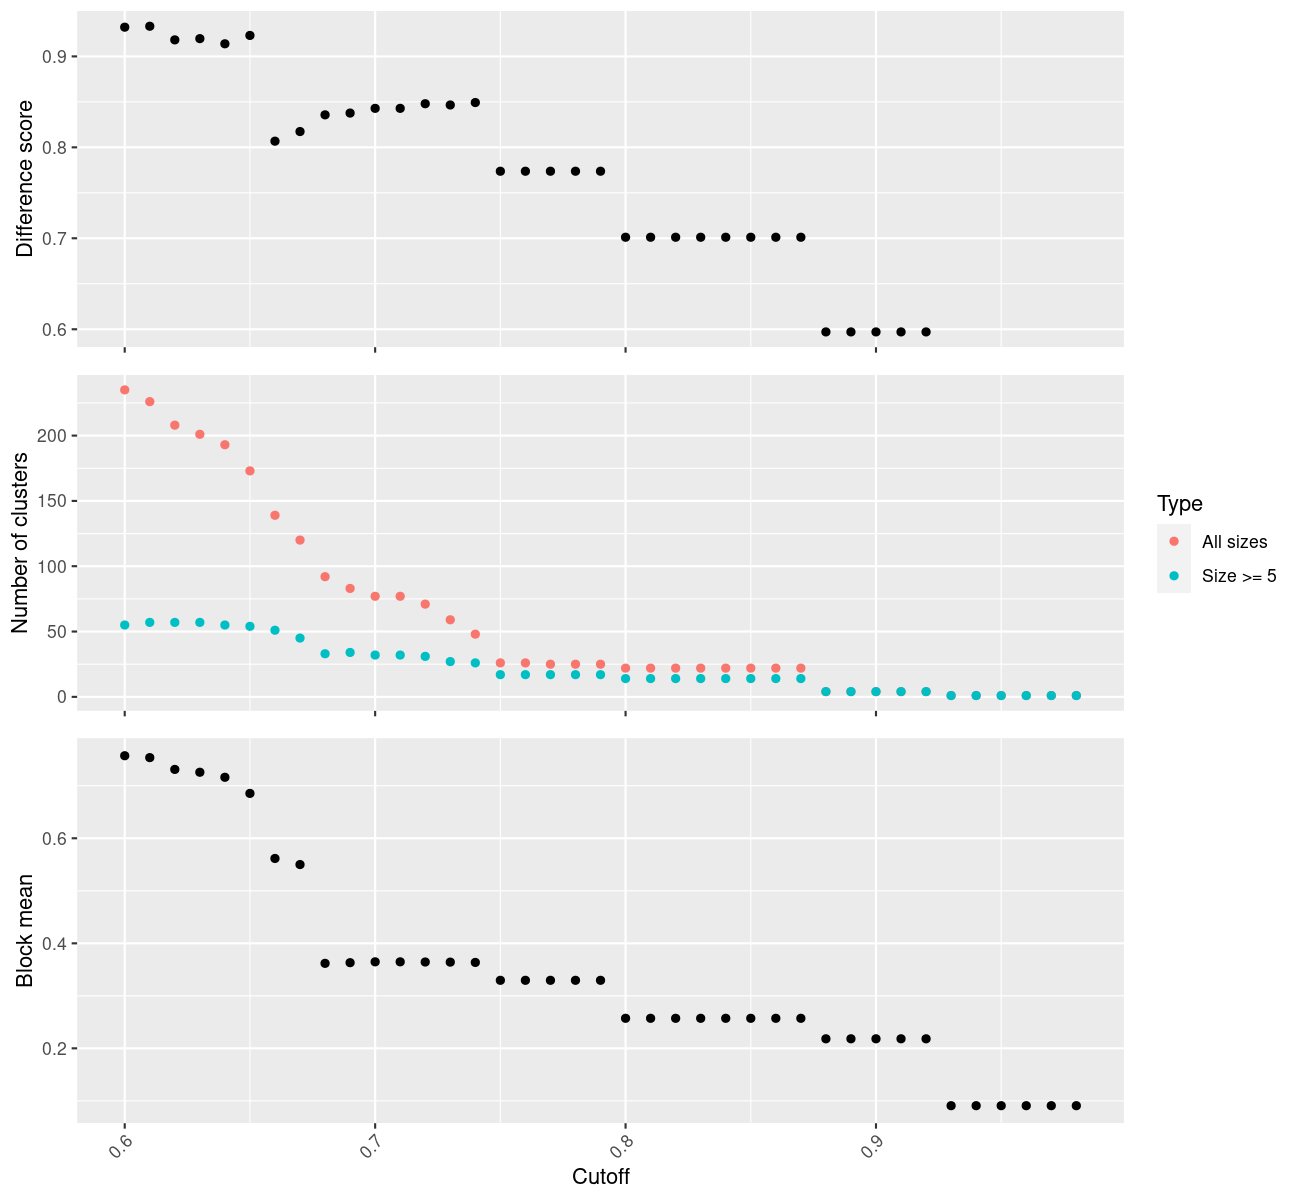 Difference score
0.9
0.8
0.7
0.6
Number of clusters
200
150
100
50
0
Type
All sizes
Size >= 5
Block mean
0.6
0.4
0.2
0.6
0.7
0.8
0.9
Cutoff